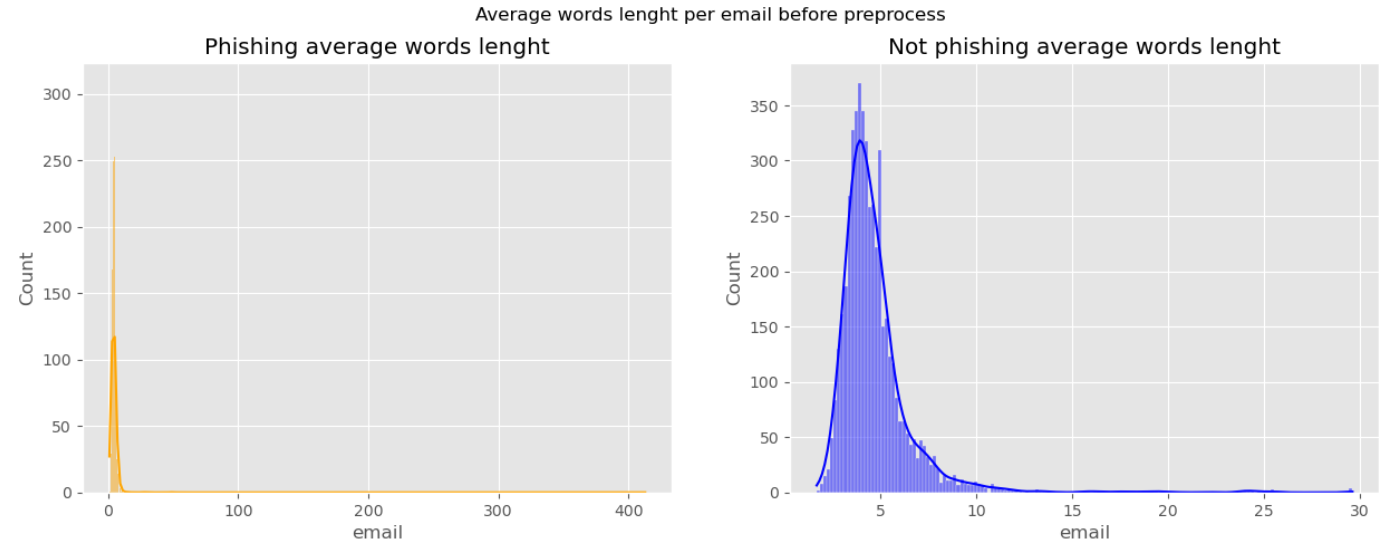 Average words lenght per email before preprocess
Phishing average words lenght
Not phishing average words lenght
300
250
200
150
100
50
0
Count
0 100 200 300 400
email
350
300
250
200
150
100
50
0
Count
5 10 15 20 25 30
email